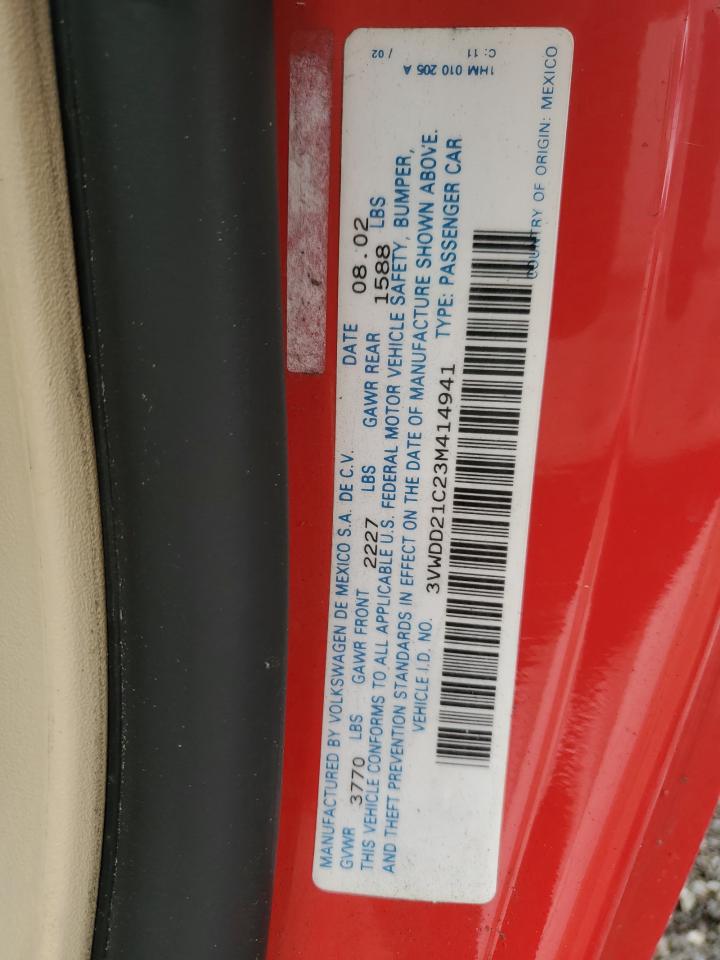 MANUFACTURED BY VOLKSWAGEN DE MEXICO S.A. DE C.V. DATE 08.02
GVWR 3770 LBS GAWR FRONT 2227 LBS GAWR REAR 1588 LBS
THIS VEHICLE CONFORMS TO ALL APPLICABLE U.S. FEDERAL MOTOR VEHICLE SAFETY, BUMPER,
AND THEFT PREVENTION STANDARDS IN EFFECT ON THE DATE OF MANUFACTURE SHOWN ABOVE.
VEHICLE I.D. NO. 3VWDD21C23M414941 TYPE: PASSENGER CAR
COUNTRY OF ORIGIN: MEXICO
1HM 010 205 A
C: 11 / 02